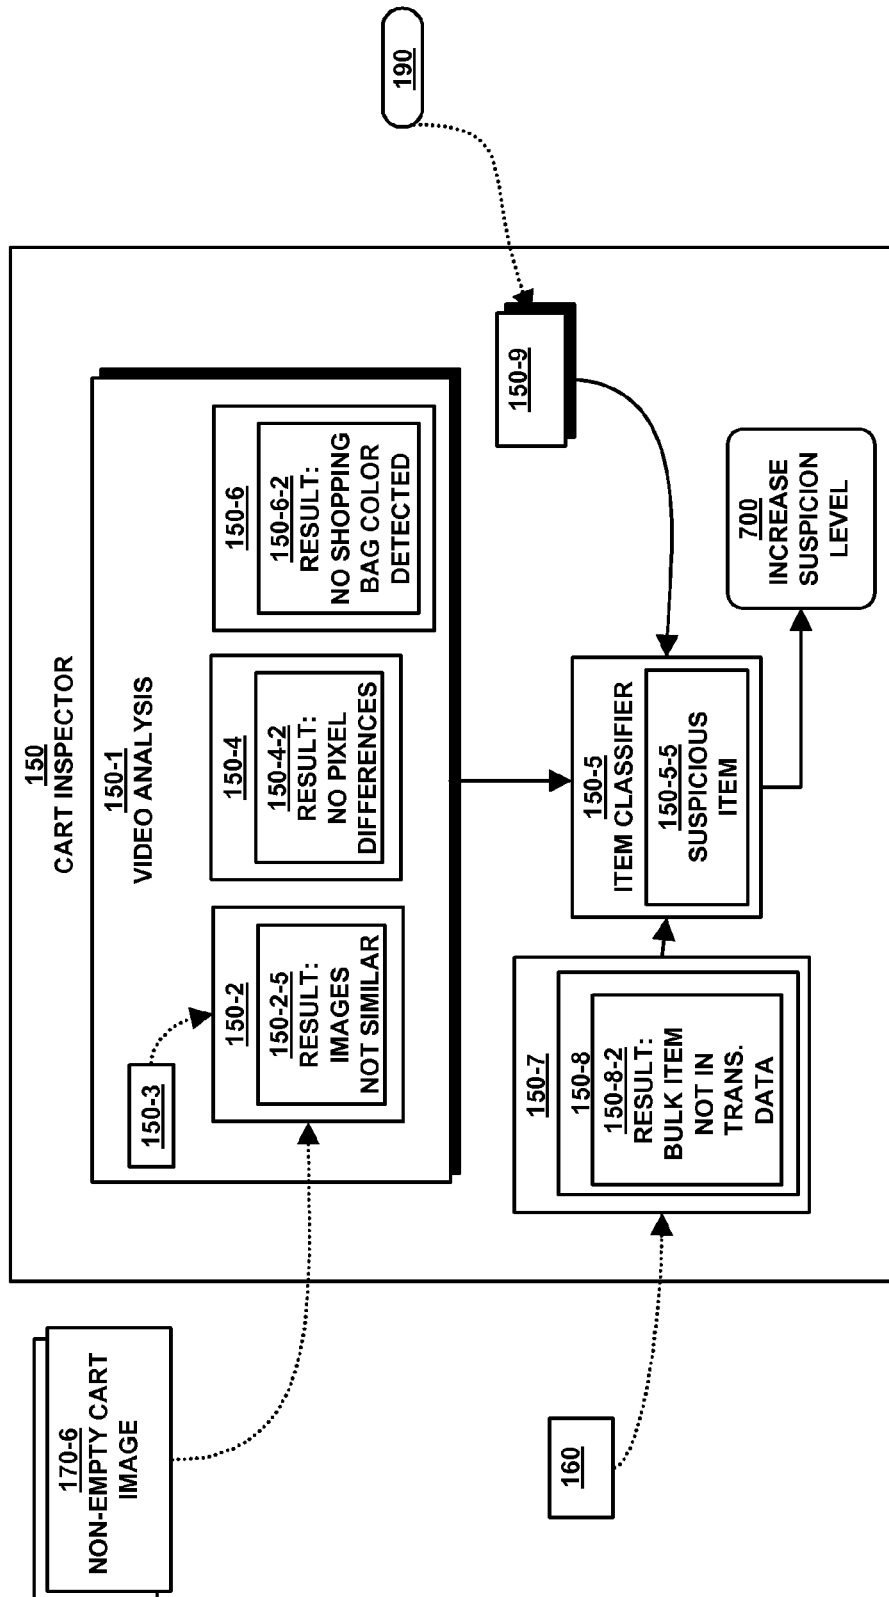 150
CART INSPECTOR
150-1
VIDEO ANALYSIS
150-3
150-2
150-2-5
RESULT:
IMAGES
NOT SIMILAR
150-4
150-4-2
RESULT:
NO PIXEL
DIFFERENCES
150-6
150-6-2
RESULT:
NO SHOPPING
BAG COLOR
DETECTED
170-6
NON-EMPTY CART
IMAGE
190
150-9
150-7
150-8
150-8-2
RESULT:
BULK ITEM
NOT IN
TRANS.
DATA
150-5
ITEM CLASSIFIER
150-5-5
SUSPICIOUS
ITEM
700
INCREASE
SUSPICION
LEVEL
160